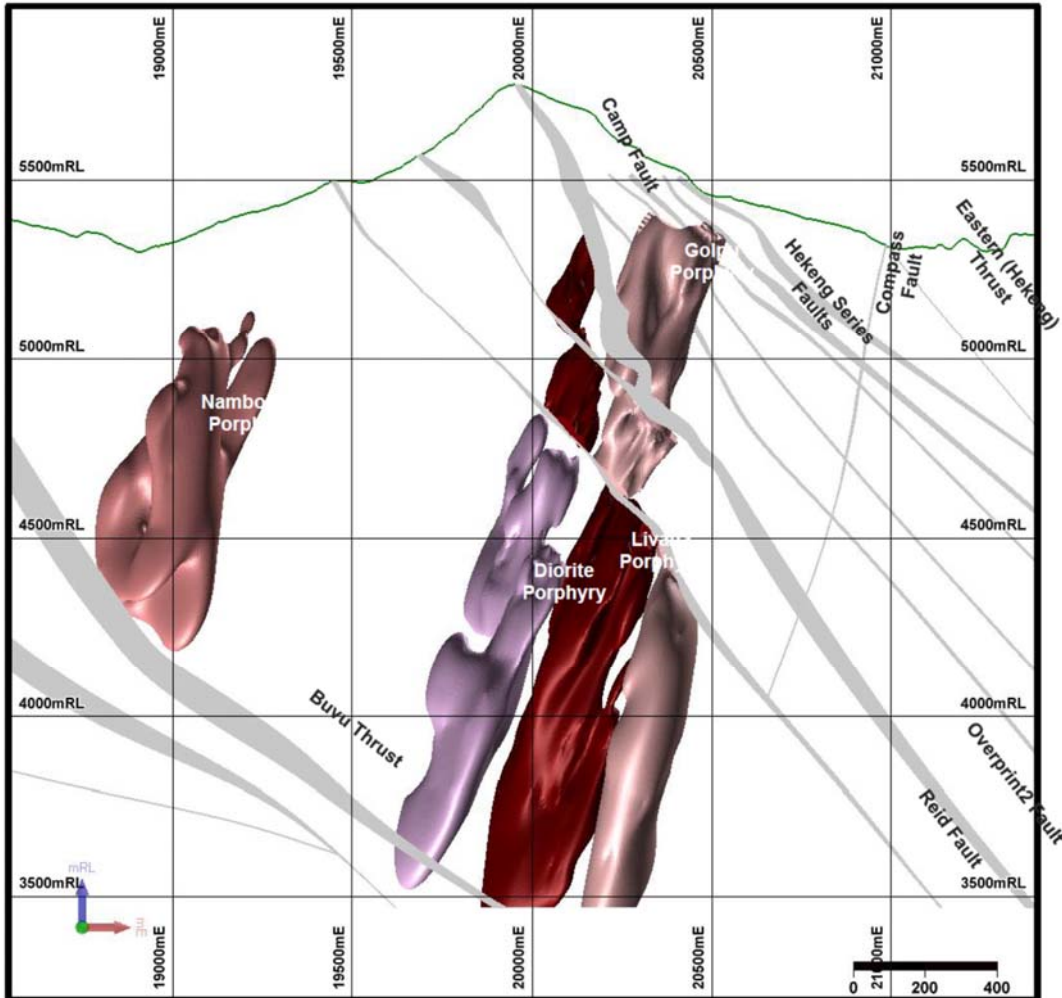 19000mE
19500mE
20000mE
20500mE
21000mE
Camp Fault
5500mRL
5500mRL
Eastern (Hekeng)
Thrust
Compass
Fault
Hekeng Series
Faults
5000mRL
5000mRL
4500mRL
4500mRL
Diorite
Porphyry
4000mRL
4000mRL
Buvu Thrust
Overprint2 Fault
Reid Fault
3500mRL
3500mRL
mRL
mE
19000mE
19500mE
20000mE
20500mE
21000mE
0
200
400